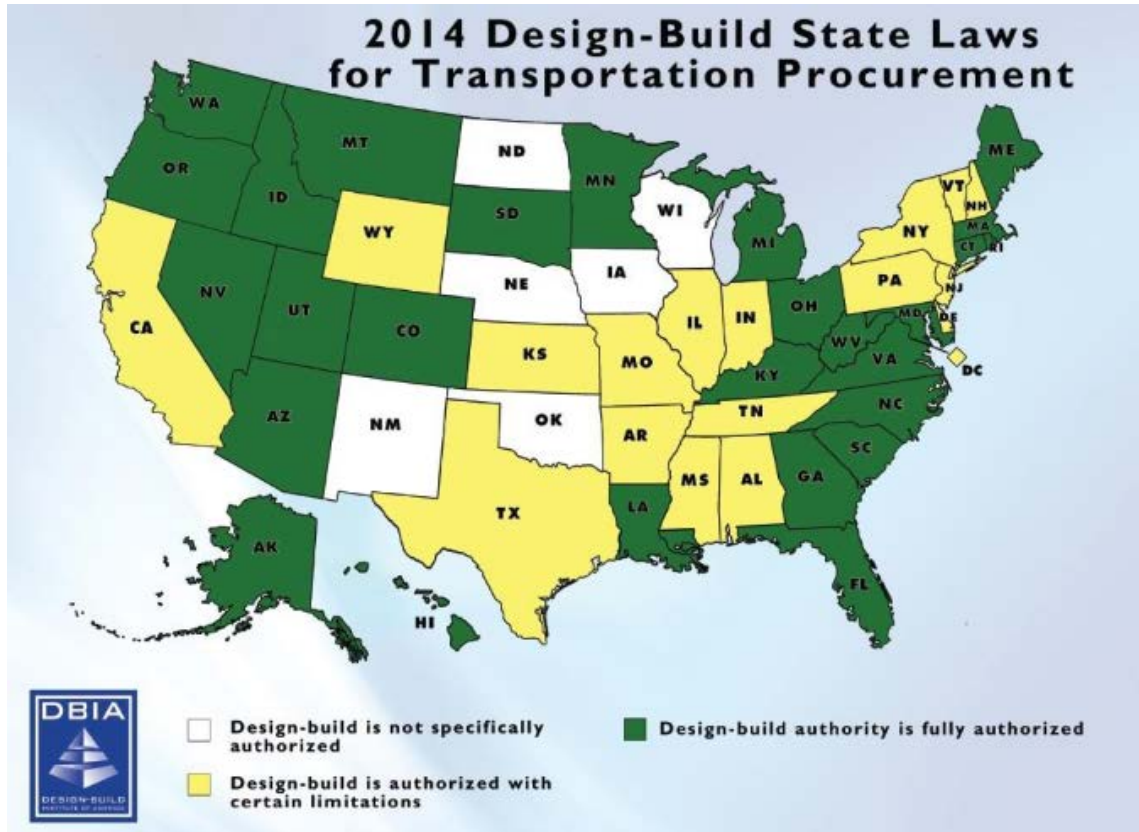 2014 Design-Build State Laws
for Transportation Procurement
WA
MT
ND
MN
ME
OR
ID
SD
WI
VT
NH
WY
MI
NY
MA
CT
RI
NV
UT
NE
IA
PA
NJ
CA
CO
IL
IN
OH
MD
DE
KS
MO
WV
VA
DC
KY
AZ
NM
OK
TN
NC
AR
SC
MS
AL
GA
TX
LA
AK
FL
HI
DBIA
DESIGN-BUILD
INSTITUTE OF AMERICA
Design-build is not specifically
authorized
Design-build authority is fully authorized
Design-build is authorized with
certain limitations